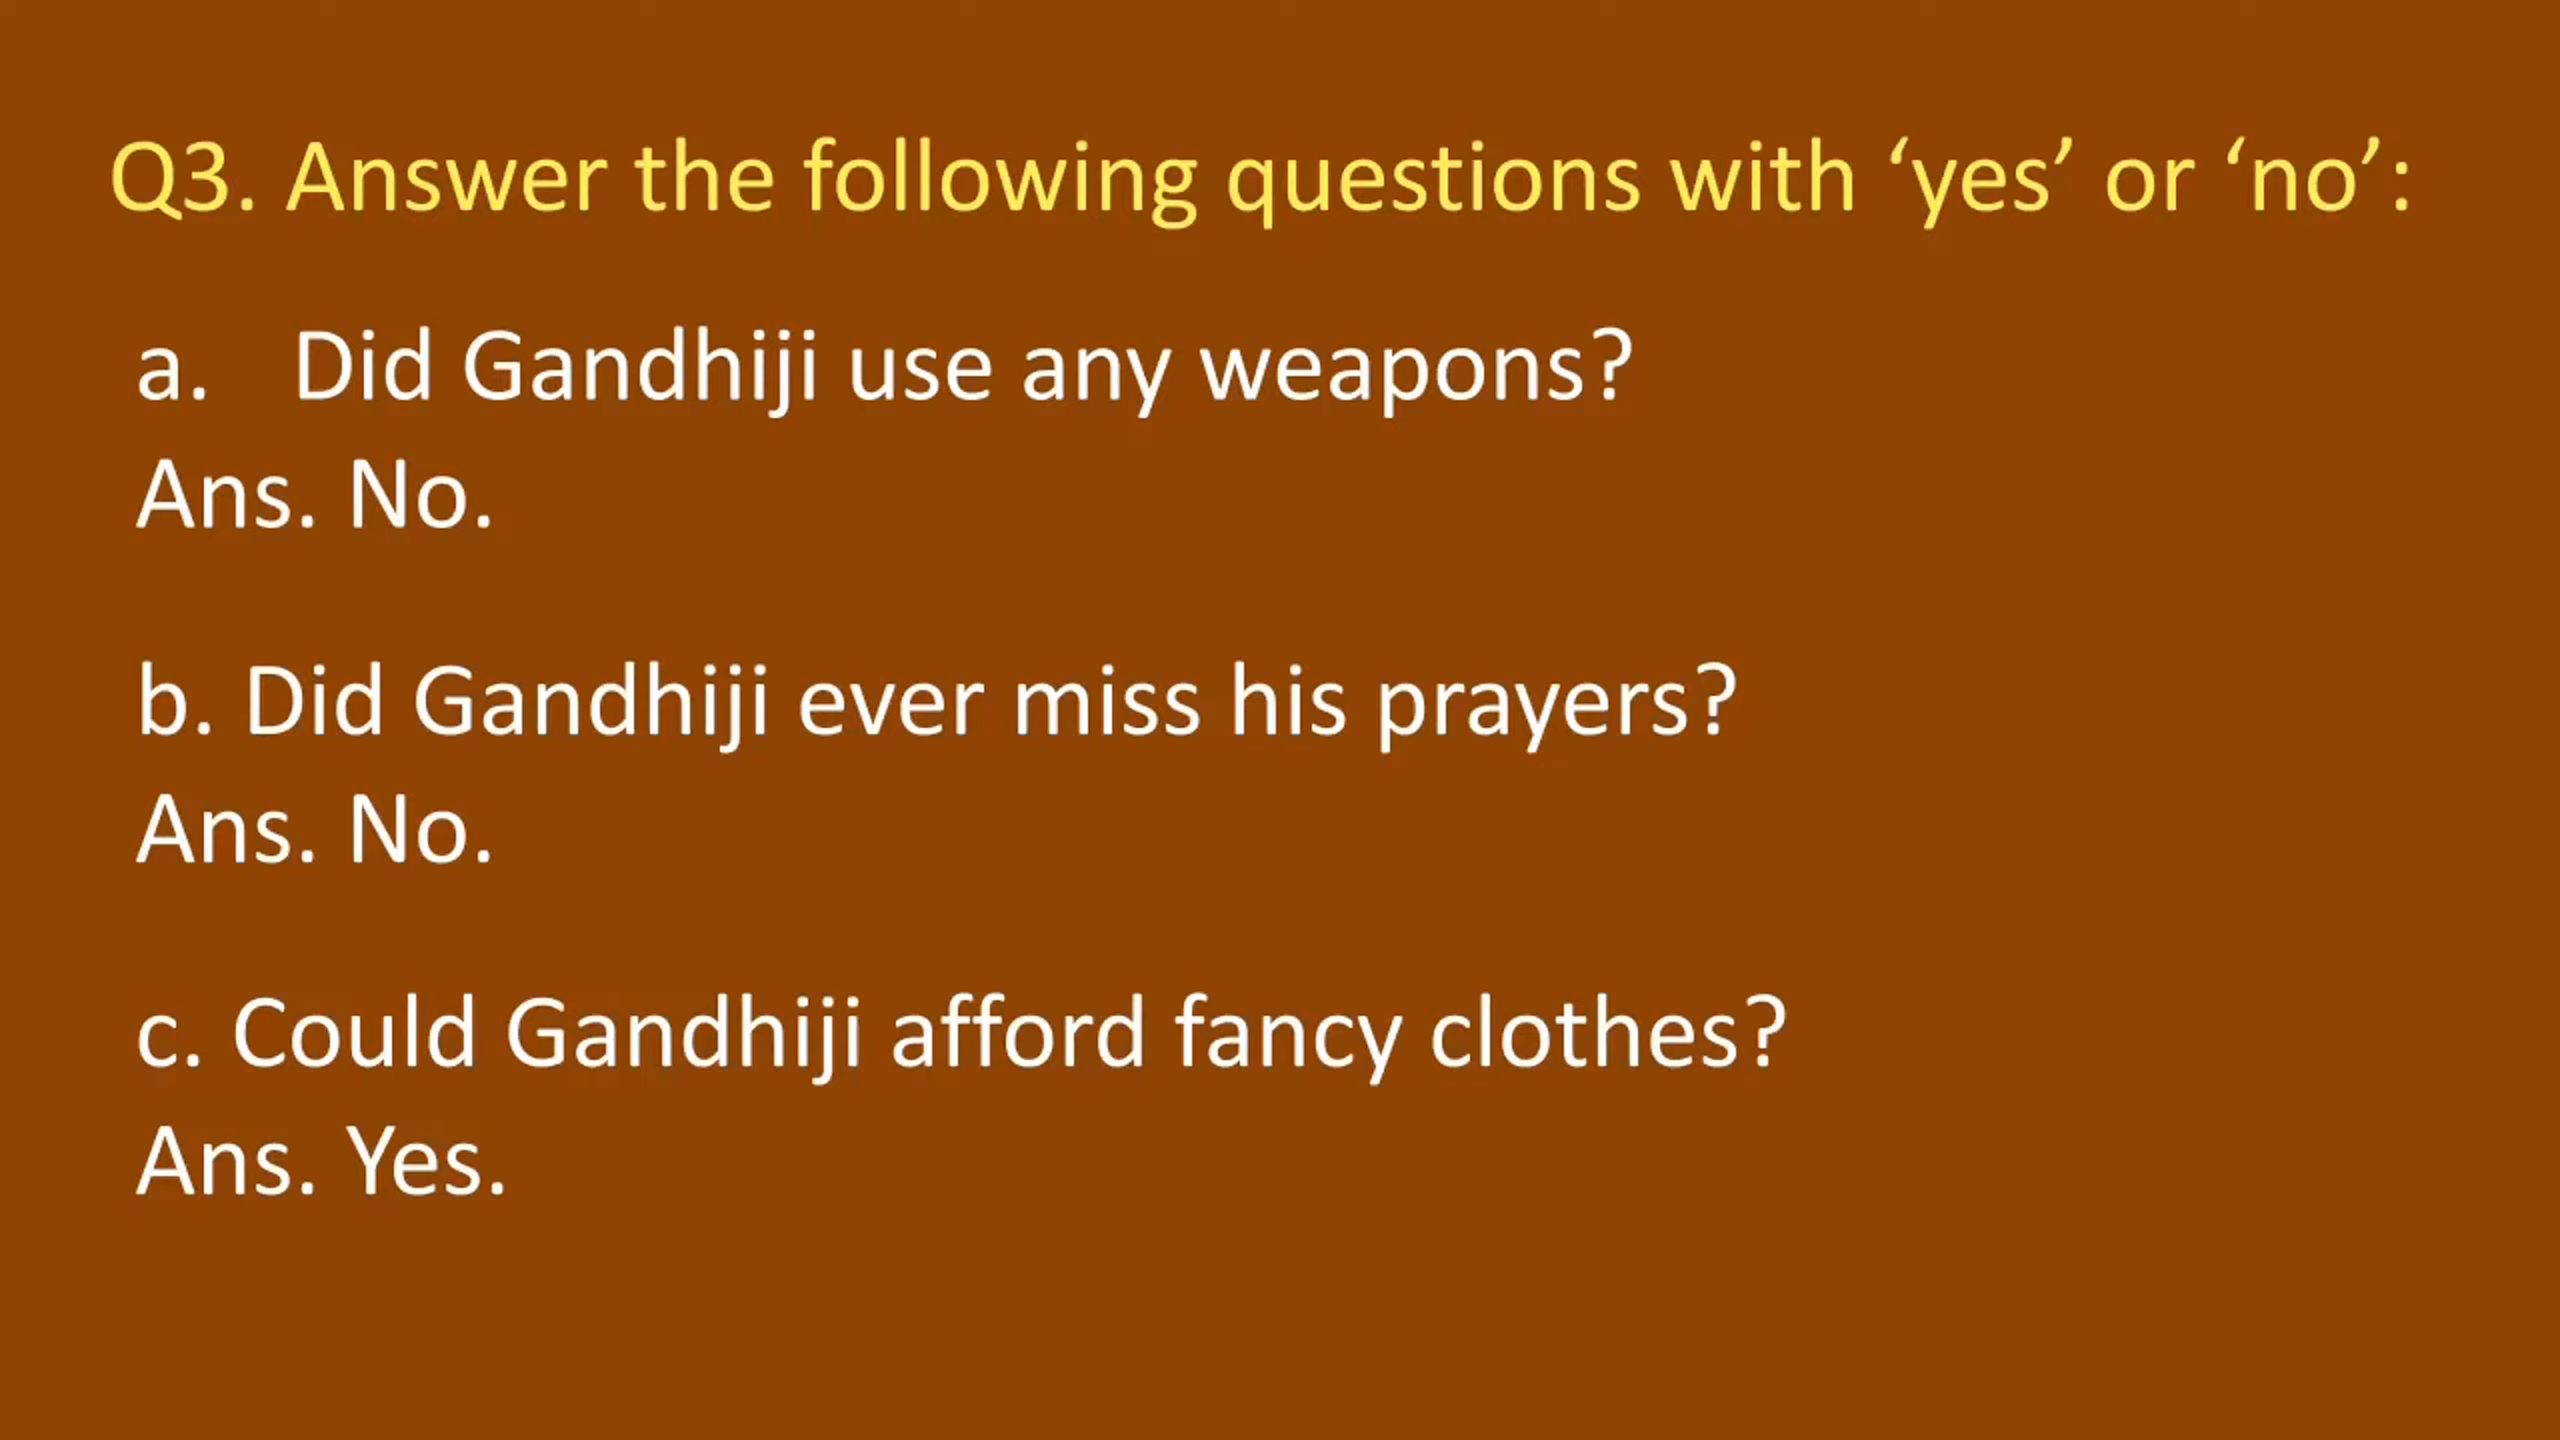 Q3. Answer the following questions with ‘yes’ or ‘no’:
a. Did Gandhiji use any weapons?
Ans. No.
b. Did Gandhiji ever miss his prayers?
Ans. No.
c. Could Gandhiji afford fancy clothes?
Ans. Yes.